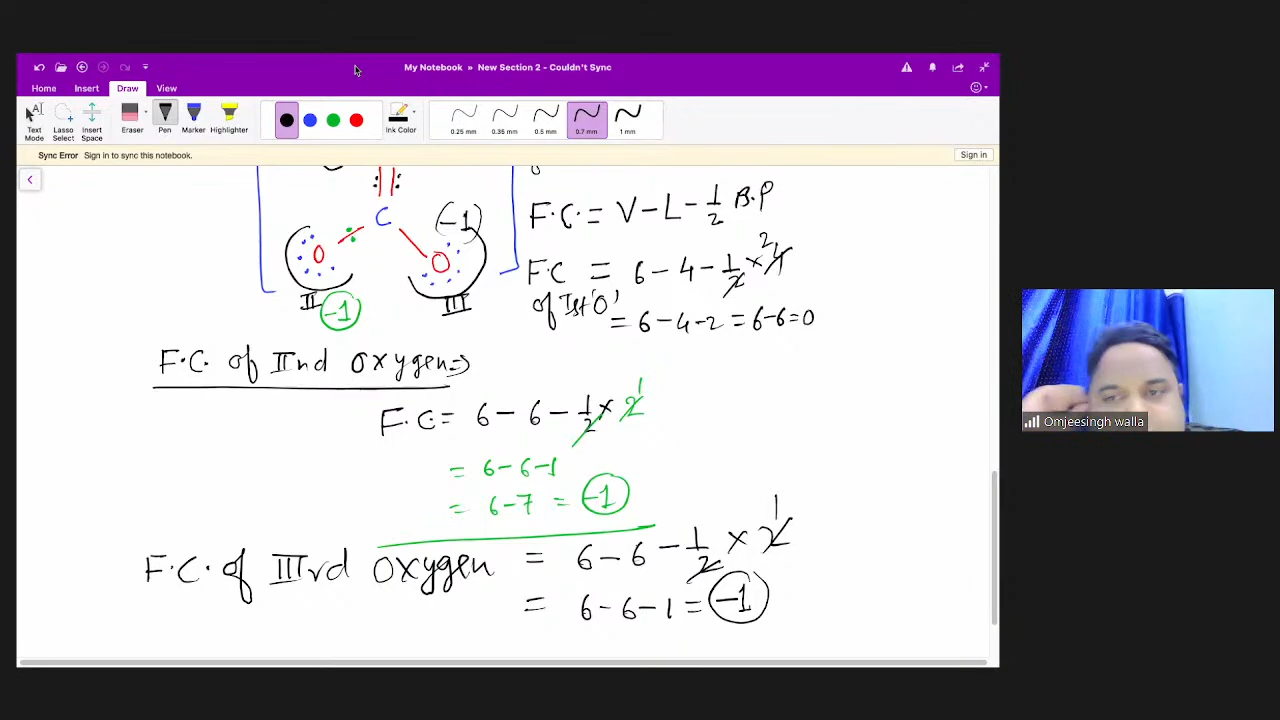 My Notebook » New Section 2 - Couldn't Sync
Home Insert Draw View
Text Mode
Lasso Select
Insert Space
Eraser
Pen
Marker
Highlighter
Ink Color
0.25 mm
0.35 mm
0.5 mm
0.7 mm
1 mm
Sync Error Sign in to sync this notebook.
Sign in
C
(-1)
O
O
II
-1
III
F.C. = V - L - 1/2 B.P
F.C = 6 - 4 - 1/2 × 4 2
of Ist 'O'
= 6 - 4 - 2 = 6 - 6 = 0
F.C. of IInd oxygen ⇒
F.C = 6 - 6 - 1/2 × 2 1
= 6 - 6 - 1
= 6 - 7 = -1
F.C. of IIIrd oxygen = 6 - 6 - 1/2 × 2 1
= 6 - 6 - 1 = -1
Omjeesingh walla